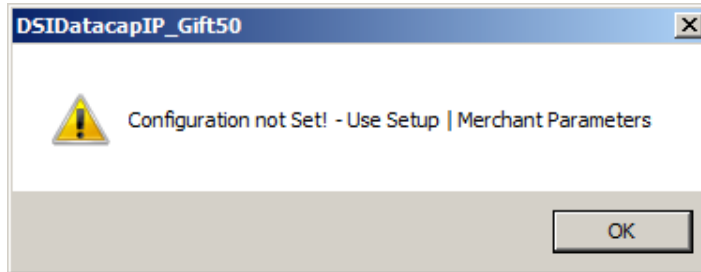 DSIDatacapIP_Gift50
Configuration not Set! - Use Setup | Merchant Parameters
OK